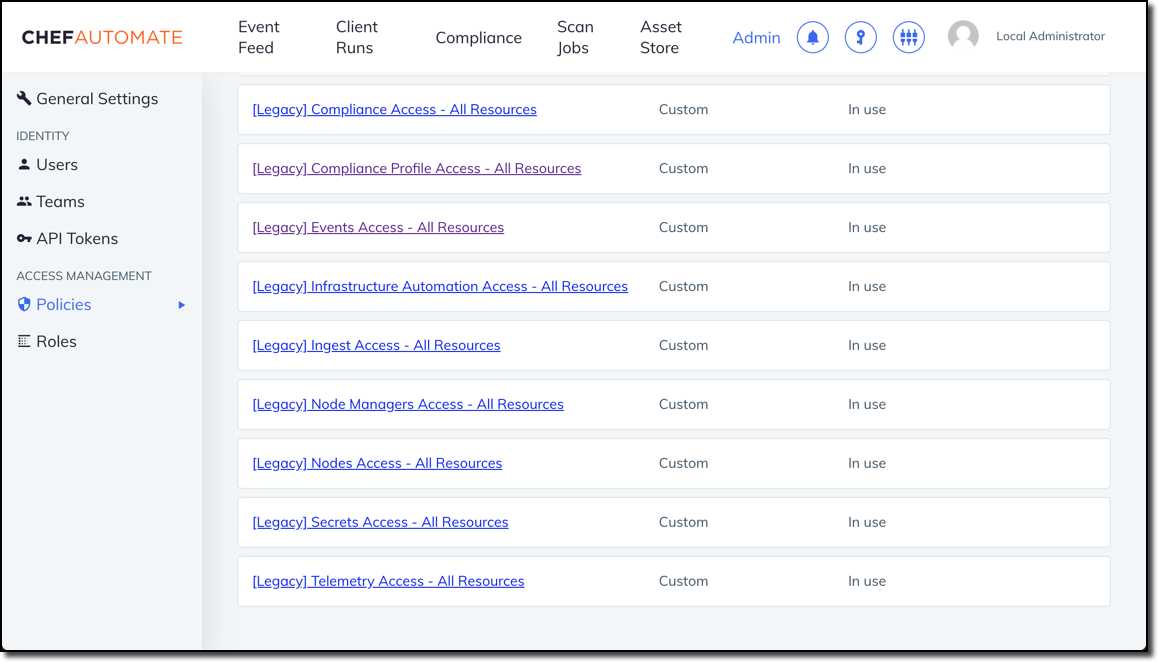 CHEFAUTOMATE
Event Feed
Client Runs
Compliance
Scan Jobs
Asset Store
Admin
Local Administrator
General Settings
IDENTITY
Users
Teams
API Tokens
ACCESS MANAGEMENT
Policies
Roles
[Legacy] Compliance Access - All Resources Custom In use
[Legacy] Compliance Profile Access - All Resources Custom In use
[Legacy] Events Access - All Resources Custom In use
[Legacy] Infrastructure Automation Access - All Resources Custom In use
[Legacy] Ingest Access - All Resources Custom In use
[Legacy] Node Managers Access - All Resources Custom In use
[Legacy] Nodes Access - All Resources Custom In use
[Legacy] Secrets Access - All Resources Custom In use
[Legacy] Telemetry Access - All Resources Custom In use